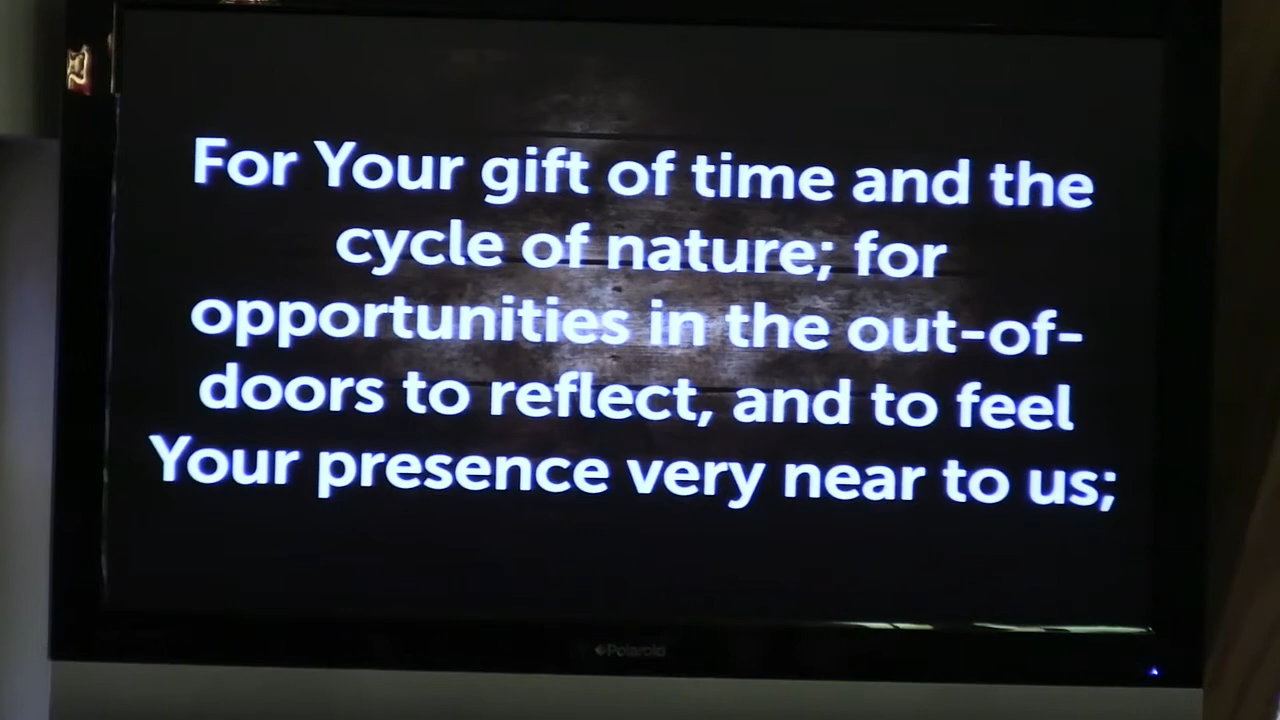 For Your gift of time and the
cycle of nature; for
opportunities in the out-of-
doors to reflect, and to feel
Your presence very near to us;
Polaroid